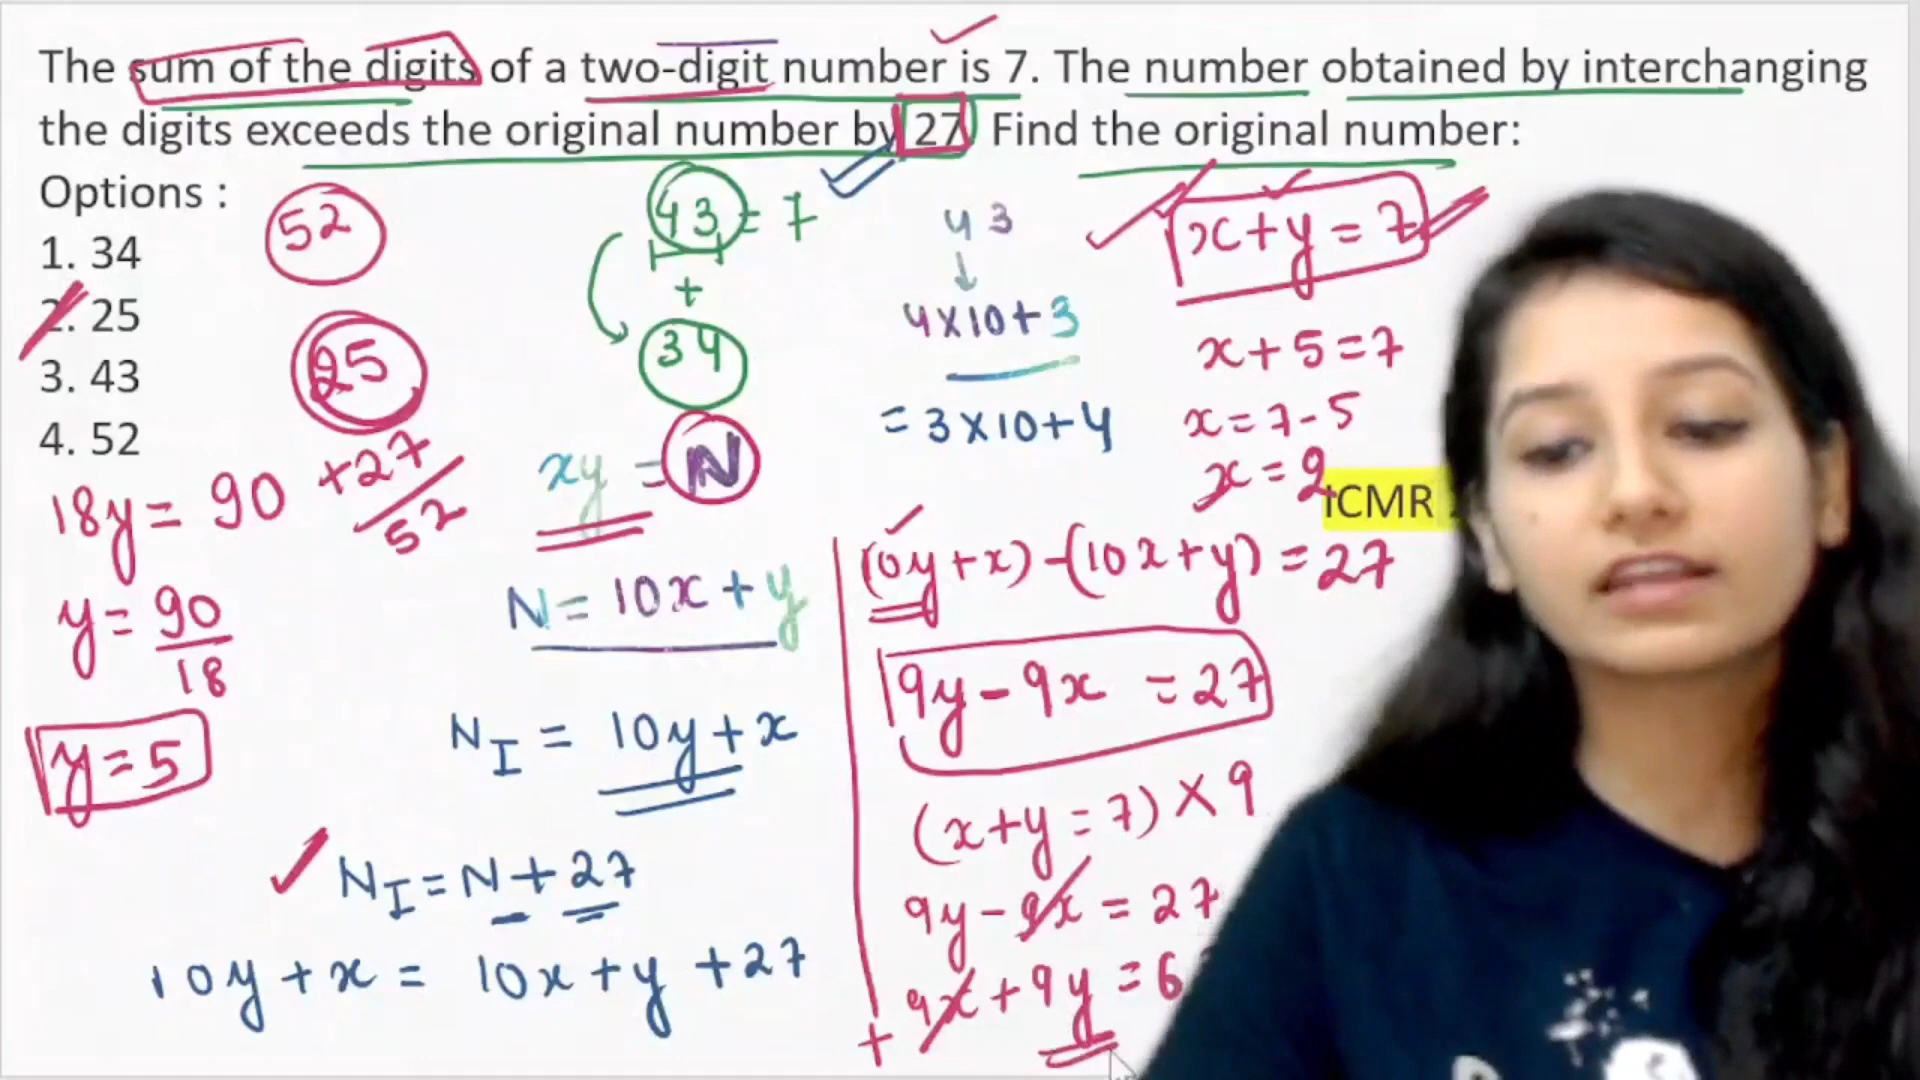 The sum of the digits of a two-digit number is 7. The number obtained by interchanging
the digits exceeds the original number by 27 Find the original number:
Options :
1. 34
2. 25
3. 43
4. 52
52
25
+27
52
18y = 90
y = 90
18
y = 5
43 = 7
+
34
xy = N
N = 10x + y
N_I = 10y + x
N_I = N + 27
10y + x = 10x + y + 27
43
4×10+3
= 3×10+4
x + y = 7
x + 5 = 7
x = 7 - 5
x = 2
ICMR
(10y + x) - (10x + y) = 27
9y - 9x = 27
(x + y = 7) × 9
9y - 9x = 27
+ 9x + 9y = 6